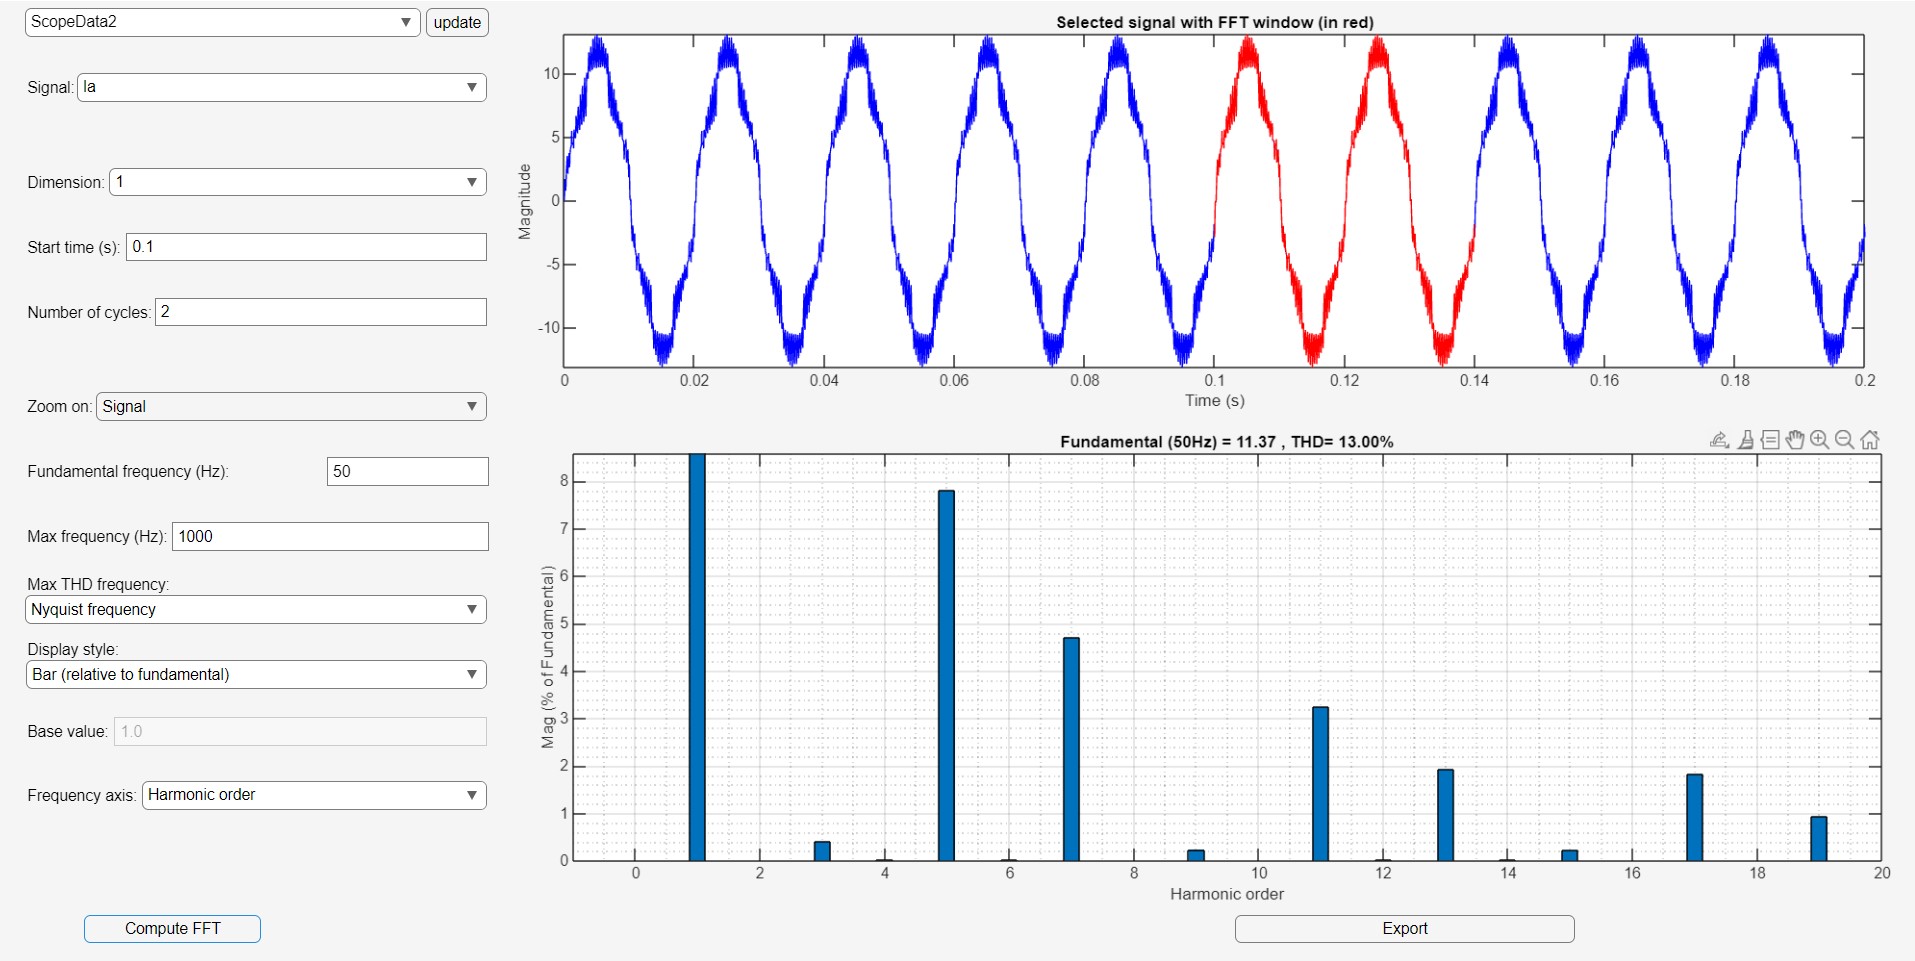 ScopeData2
update
Signal: Ia
Dimension: 1
Start time (s): 0.1
Number of cycles: 2
Zoom on: Signal
Fundamental frequency (Hz): 50
Max frequency (Hz): 1000
Max THD frequency:
Nyquist frequency
Display style:
Bar (relative to fundamental)
Base value: 1.0
Frequency axis: Harmonic order
Compute FFT
Selected signal with FFT window (in red)
Magnitude
10
5
0
-5
-10
0 0.02 0.04 0.06 0.08 0.1 0.12 0.14 0.16 0.18 0.2
Time (s)
Fundamental (50Hz) = 11.37 , THD= 13.00%
Mag (% of Fundamental)
8
7
6
5
4
3
2
1
0
0 2 4 6 8 10 12 14 16 18 20
Harmonic order
Export